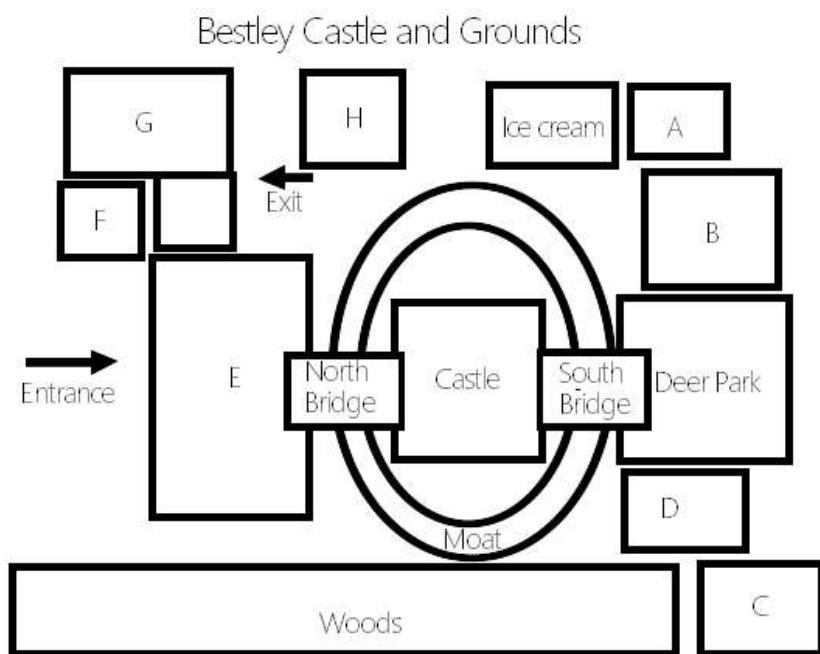 Bestley Castle and Grounds
G
H
Ice cream
A
F
Exit
B
Entrance
E
North
Bridge
Castle
South
Bridge
Deer Park
D
Moat
Woods
C